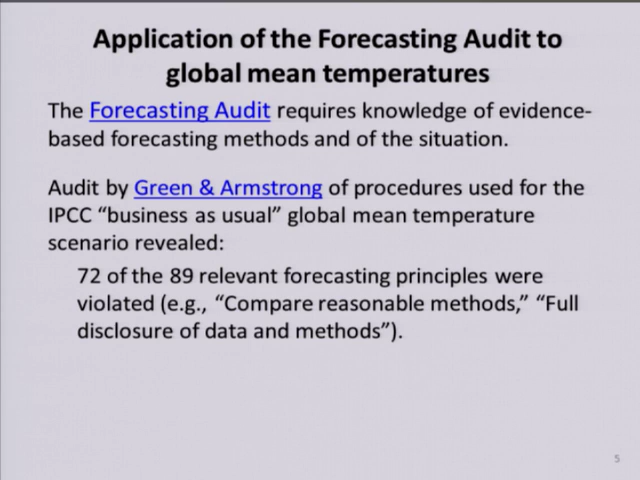 Application of the Forecasting Audit to
global mean temperatures
The Forecasting Audit requires knowledge of evidence-
based forecasting methods and of the situation.
Audit by Green & Armstrong of procedures used for the
IPCC “business as usual” global mean temperature
scenario revealed:
72 of the 89 relevant forecasting principles were
violated (e.g., “Compare reasonable methods,” “Full
disclosure of data and methods”).
5